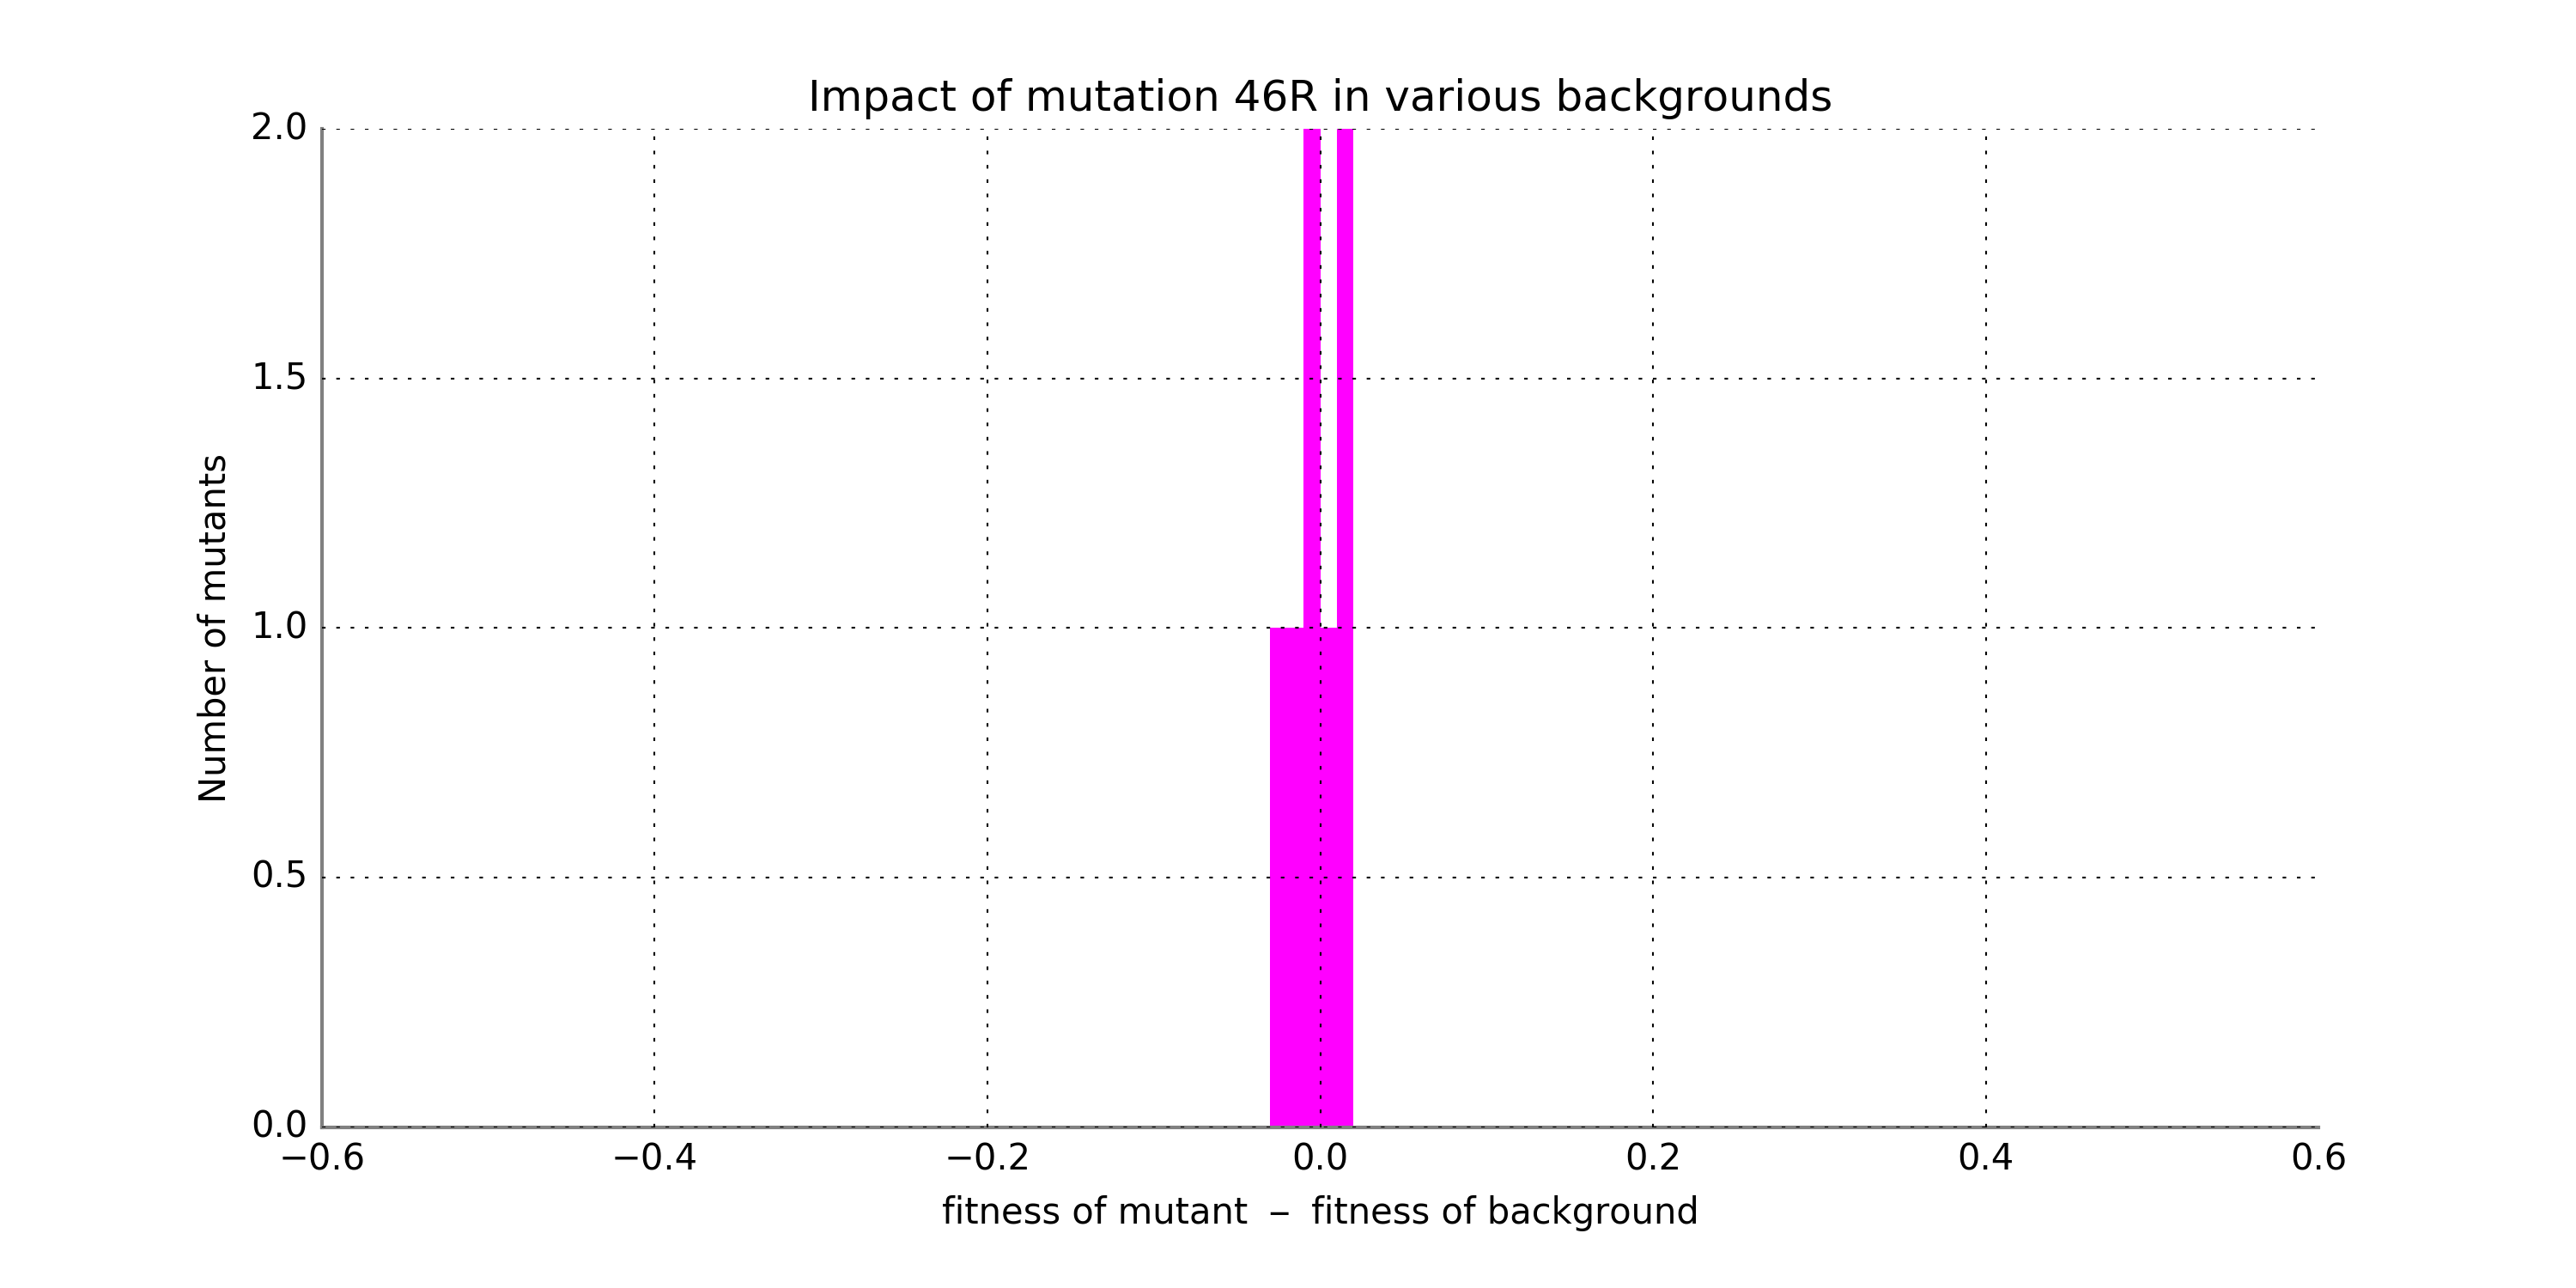 Impact of mutation 46R in various backgrounds
2.0
1.5
1.0
0.5
0.0
Number of mutants
−0.6 −0.4 −0.2 0.0 0.2 0.4 0.6
fitness of mutant − fitness of background